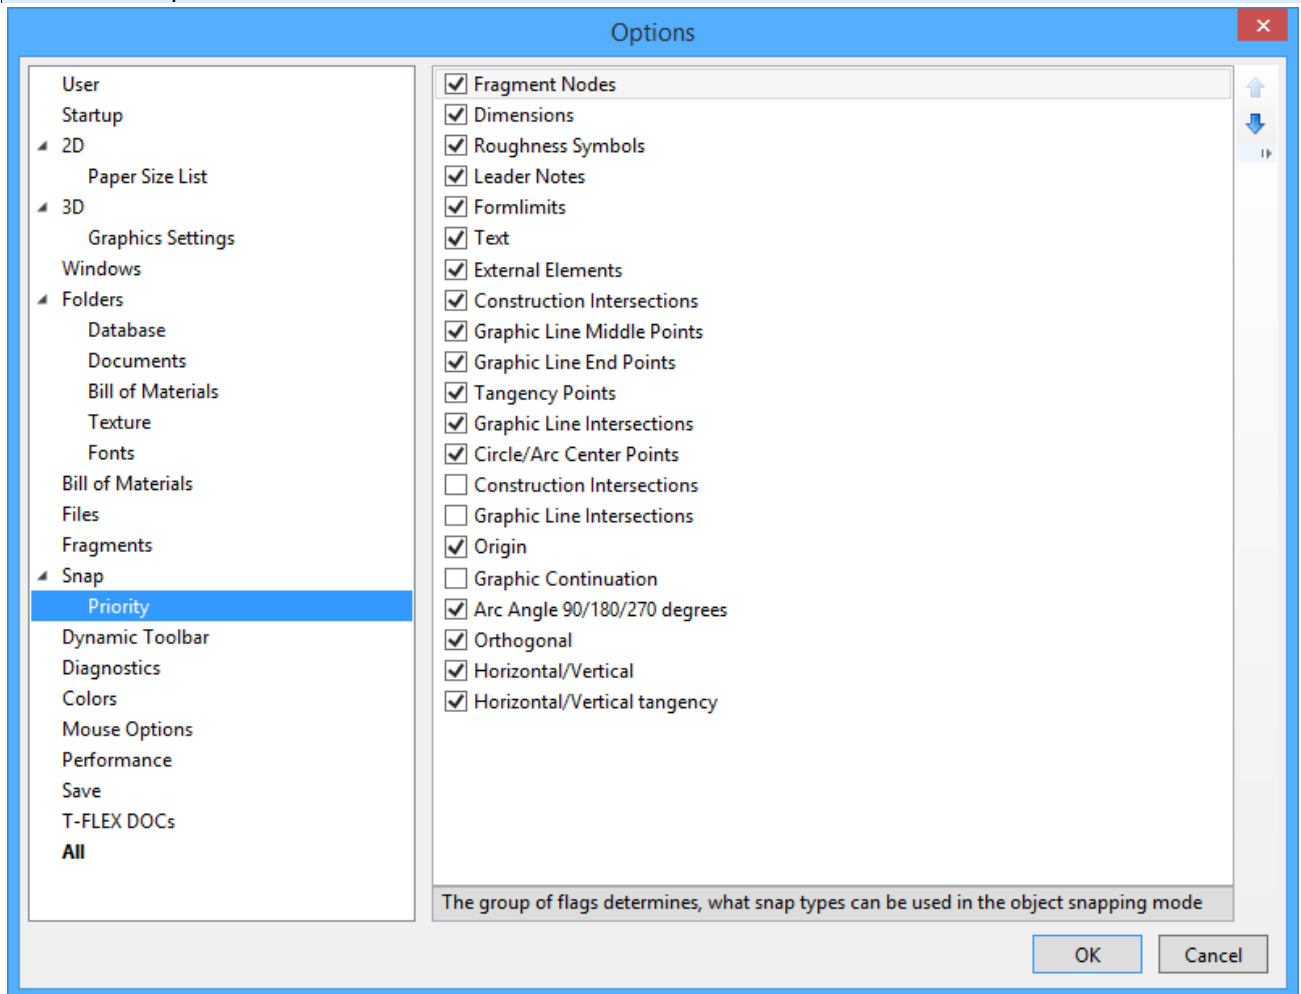 Options
User
Startup
2D
Paper Size List
3D
Graphics Settings
Windows
Folders
Database
Documents
Bill of Materials
Texture
Fonts
Bill of Materials
Files
Fragments
Snap
Priority
Dynamic Toolbar
Diagnostics
Colors
Mouse Options
Performance
Save
T-FLEX DOCs
All
Fragment Nodes
Dimensions
Roughness Symbols
Leader Notes
Formlimits
Text
External Elements
Construction Intersections
Graphic Line Middle Points
Graphic Line End Points
Tangency Points
Graphic Line Intersections
Circle/Arc Center Points
Construction Intersections
Graphic Line Intersections
Origin
Graphic Continuation
Arc Angle 90/180/270 degrees
Orthogonal
Horizontal/Vertical
Horizontal/Vertical tangency
The group of flags determines, what snap types can be used in the object snapping mode
OK
Cancel